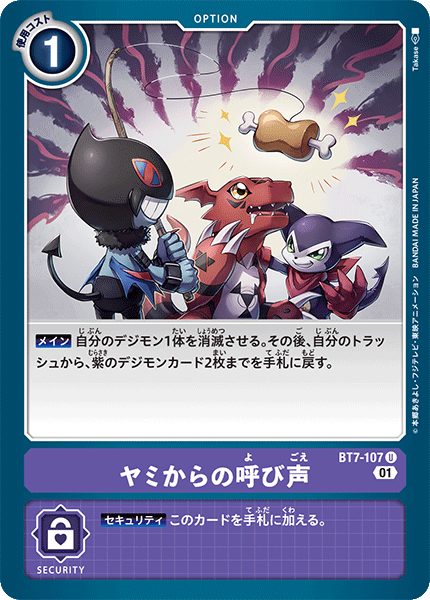 OPTION
使用コスト
1
Takase
© 本郷あきよし・フジテレビ・東映アニメーション BANDAI MADE IN JAPAN
メイン 自分のデジモン1体を消滅させる。その後、自分のトラッ
シュから、紫のデジモンカード2枚までを手札に戻す。
BT7-107 U
ヤミからの呼び声
01
セキュリティ このカードを手札に加える。
SECURITY